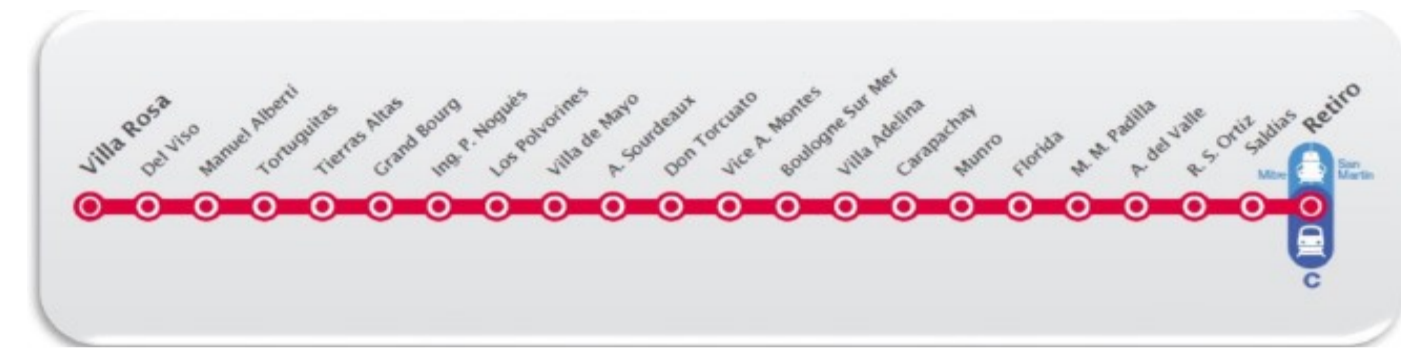 Villa Rosa
Del Viso
Manuel Alberti
Tortuguitas
Tierras Altas
Grand Bourg
Ing. P. Nogués
Los Polvorines
Villa de Mayo
A. Sourdeaux
Don Torcuato
Vice A. Montes
Boulogne Sur Mer
Villa Adelina
Carapachay
Munro
Florida
M. M. Padilla
A. del Valle
R. S. Ortiz
Saldías
Retiro
Mitre
San
Martín
C